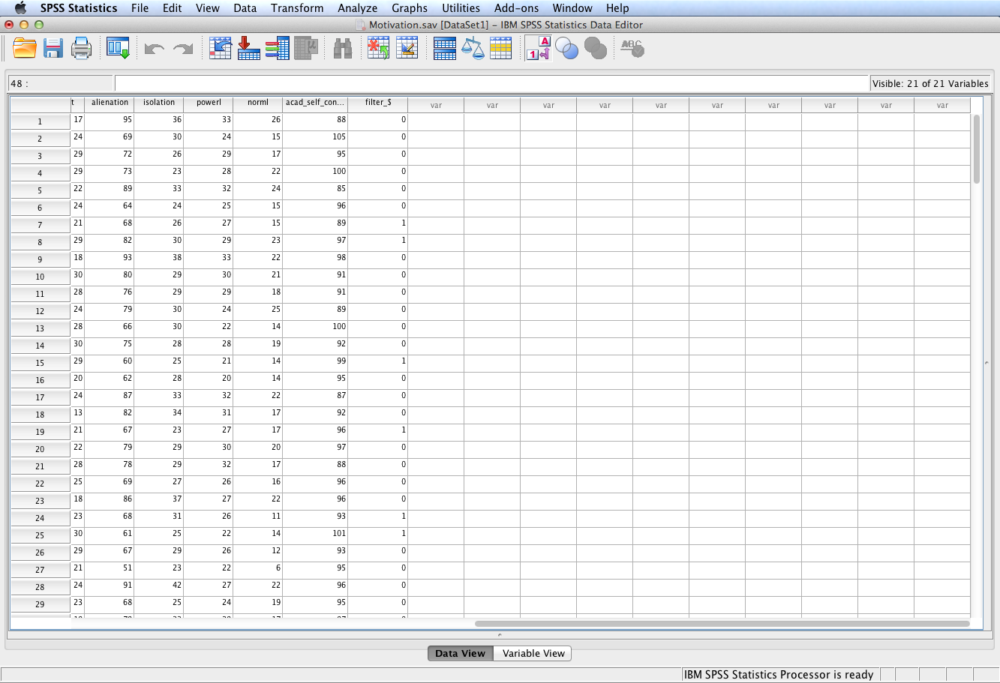 SPSS Statistics File Edit View Data Transform Analyze Graphs Utilities Add-ons Window Help
Motivation.sav [DataSet1] – IBM SPSS Statistics Data Editor
48 : Visible: 21 of 21 Variables
t alienation isolation powerl norml acad_self_con... filter_$ var var var var var var var var var var
1 17 95 36 33 26 88 0
2 24 69 30 24 15 105 0
3 29 72 26 29 17 95 0
4 29 73 23 28 22 100 0
5 22 89 33 32 24 85 0
6 24 64 24 25 15 96 0
7 21 68 26 27 15 89 1
8 29 82 30 29 23 97 1
9 18 93 38 33 22 98 0
10 30 80 29 30 21 91 0
11 28 76 29 29 18 91 0
12 24 79 30 24 25 89 0
13 28 66 30 22 14 100 0
14 30 75 28 28 19 92 0
15 29 60 25 21 14 99 1
16 20 62 28 20 14 95 0
17 24 87 33 32 22 87 0
18 13 82 34 31 17 92 0
19 21 67 23 27 17 96 1
20 22 79 29 30 20 97 0
21 28 78 29 32 17 88 0
22 25 69 27 26 16 96 0
23 18 86 37 27 22 96 0
24 23 68 31 26 11 93 1
25 30 61 25 22 14 101 1
26 29 67 29 26 12 93 0
27 21 51 23 22 6 95 0
28 24 91 42 27 22 96 0
29 23 68 25 24 19 95 0
Data View Variable View
IBM SPSS Statistics Processor is ready